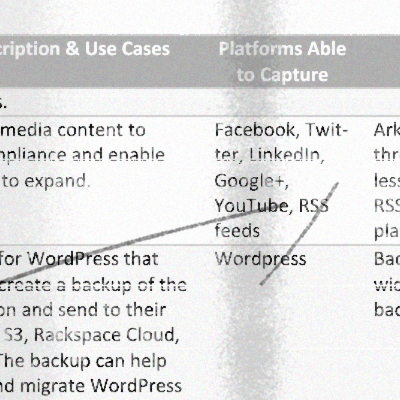 cription & Use Cases
Platforms Able
to Capture
s.
media content to
mpliance and enable
to expand.
Facebook, Twit-
ter, LinkedIn,
Google+,
YouTube, RSS
feeds
Ark
thr
less
RSS
pla
for WordPress that
create a backup of the
on and send to their
S3, Rackspace Cloud,
The backup can help
nd migrate WordPress
Wordpress
Bac
wid
bac